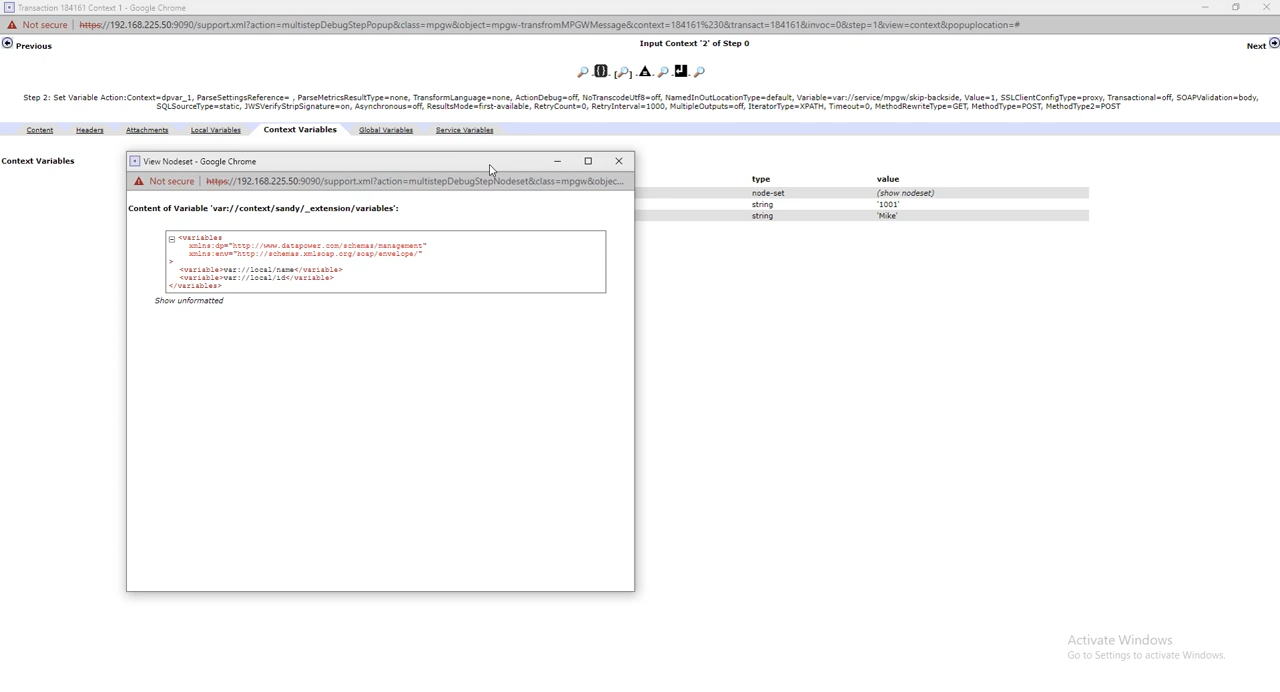 Transaction 184161 Context 1 - Google Chrome
Not secure | https://192.168.225.50:9090/support.xml?action=multistepDebugStepPopup&class=mpgw&object=mpgw-transfromMPGWMessage&context=184161%230&transact=184161&invoc=0&step=1&view=context&popuplocation=#
Previous
Input Context '2' of Step 0
Next
Step 2: Set Variable Action:Context=dpvar_1, ParseSettingsReference= , ParseMetricsResultType=none, TransformLanguage=none, ActionDebug=off, NoTranscodeUtf8=off, NamedInOutLocationType=default, Variable=var://service/mpgw/skip-backside, Value=1, SSLClientConfigType=proxy, Transactional=off, SOAPValidation=body,
SQLSourceType=static, JWSVerifyStripSignature=on, Asynchronous=off, ResultsMode=first-available, RetryCount=0, RetryInterval=1000, MultipleOutputs=off, IteratorType=XPATH, Timeout=0, MethodRewriteType=GET, MethodType=POST, MethodType2=POST
Content Headers Attachments Local Variables Context Variables Global Variables Service Variables
Context Variables
View Nodeset - Google Chrome
Not secure | https://192.168.225.50:9090/support.xml?action=multistepDebugStepNodeset&class=mpgw&objec...
Content of Variable 'var://context/sandy/_extension/variables':
<variables
xmlns:dp="http://www.datapower.com/schemas/management"
xmlns:env="http://schemas.xmlsoap.org/soap/envelope/"
>
<variable>var://local/name</variable>
<variable>var://local/id</variable>
</variables>
Show unformatted
type value
node-set (show nodeset)
string '1001'
string 'Mike'
Activate Windows
Go to Settings to activate Windows.